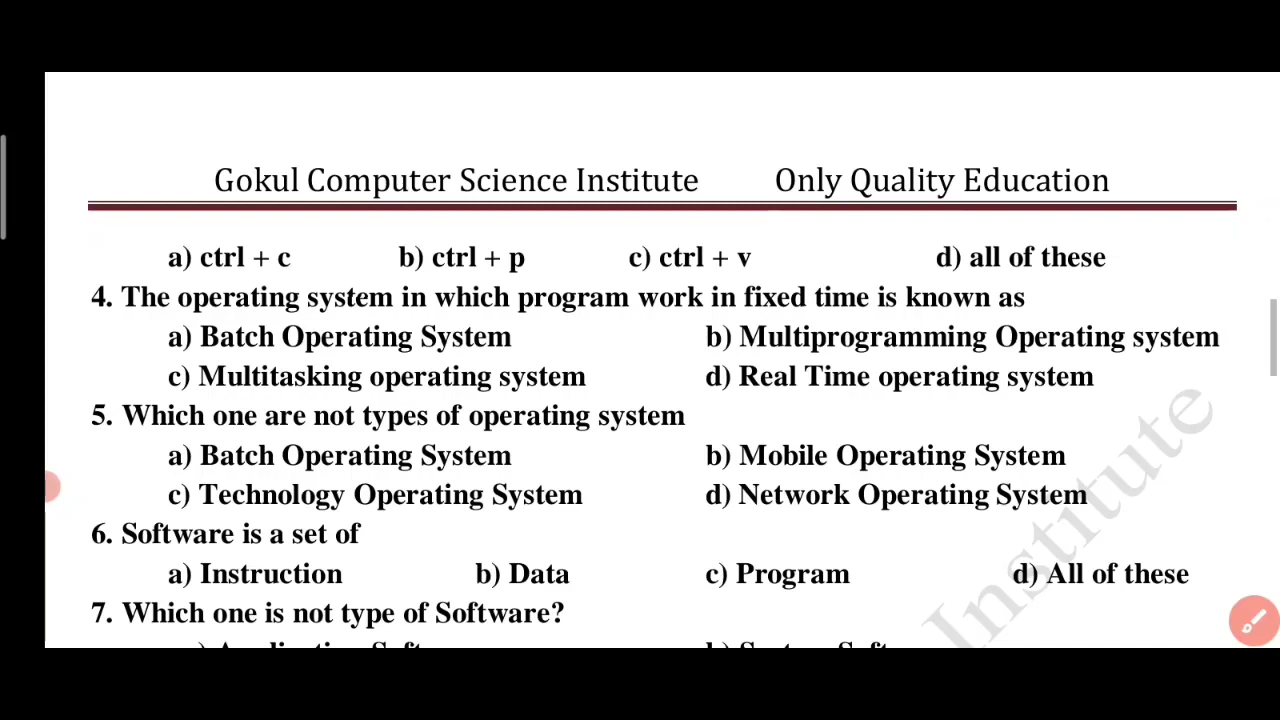 Gokul Computer Science Institute Only Quality Education
a) ctrl + c b) ctrl + p c) ctrl + v d) all of these
4. The operating system in which program work in fixed time is known as
a) Batch Operating System b) Multiprogramming Operating system
c) Multitasking operating system d) Real Time operating system
5. Which one are not types of operating system
a) Batch Operating System b) Mobile Operating System
c) Technology Operating System d) Network Operating System
6. Software is a set of
a) Instruction b) Data c) Program d) All of these
7. Which one is not type of Software?
Institute